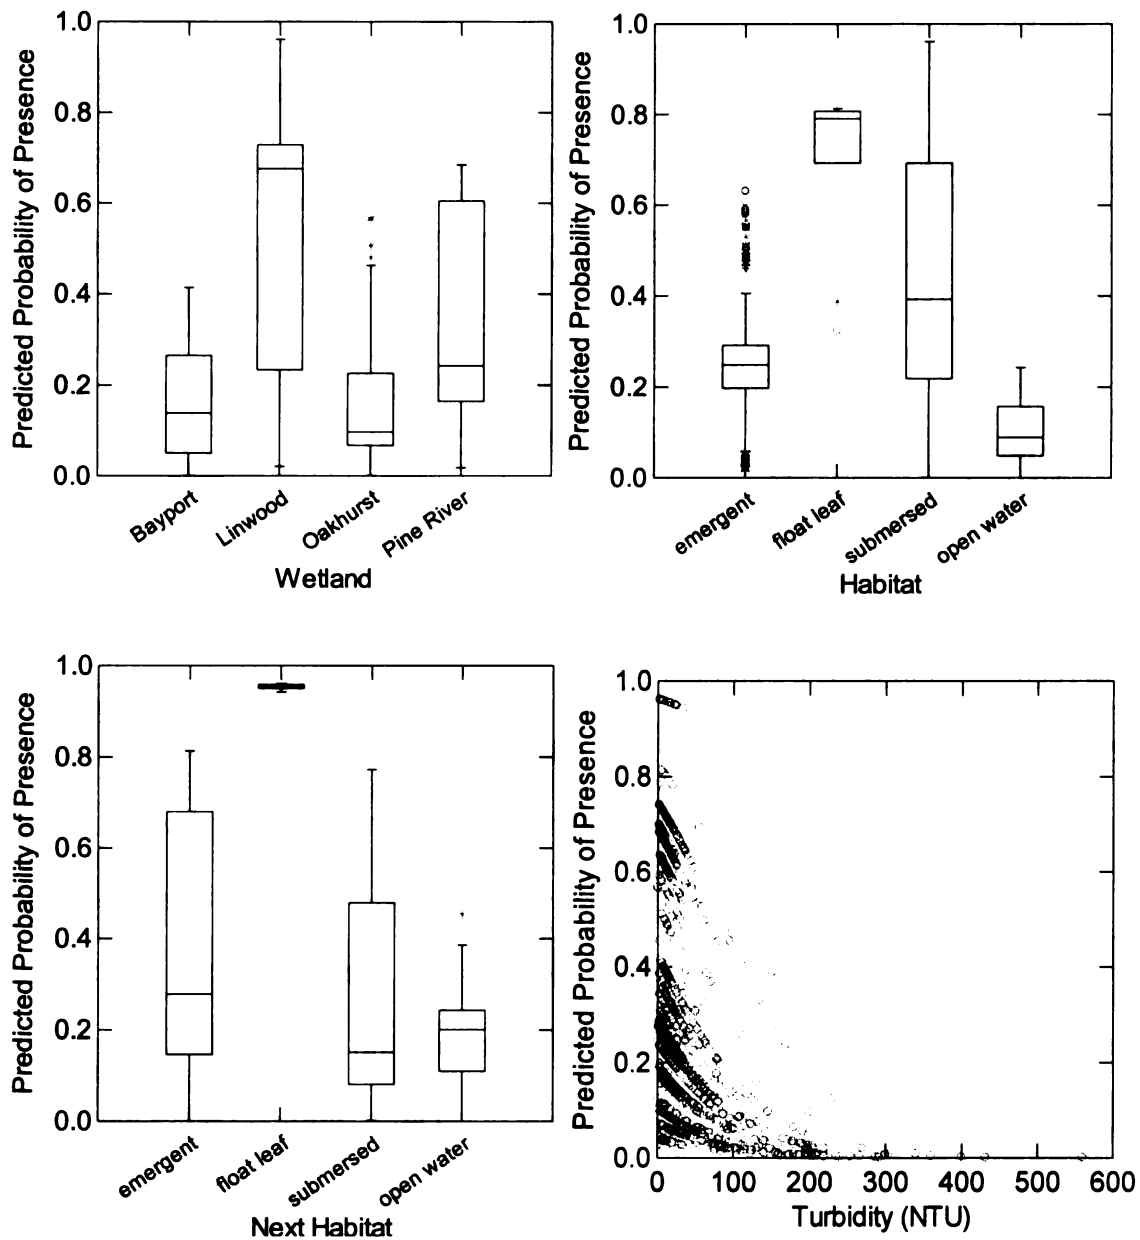 Predicted Probability of Presence
1.0
0.8
0.6
0.4
0.2
0.0
Bayport
Linwood
Oakhurst
Pine River
Wetland
Predicted Probability of Presence
1.0
0.8
0.6
0.4
0.2
0.0
emergent
float leaf
submersed
open water
Habitat
Predicted Probability of Presence
1.0
0.8
0.6
0.4
0.2
0.0
emergent
float leaf
submersed
open water
Next Habitat
Predicted Probability of Presence
1.0
0.8
0.6
0.4
0.2
0.0
0 100 200 300 400 500 600
Turbidity (NTU)